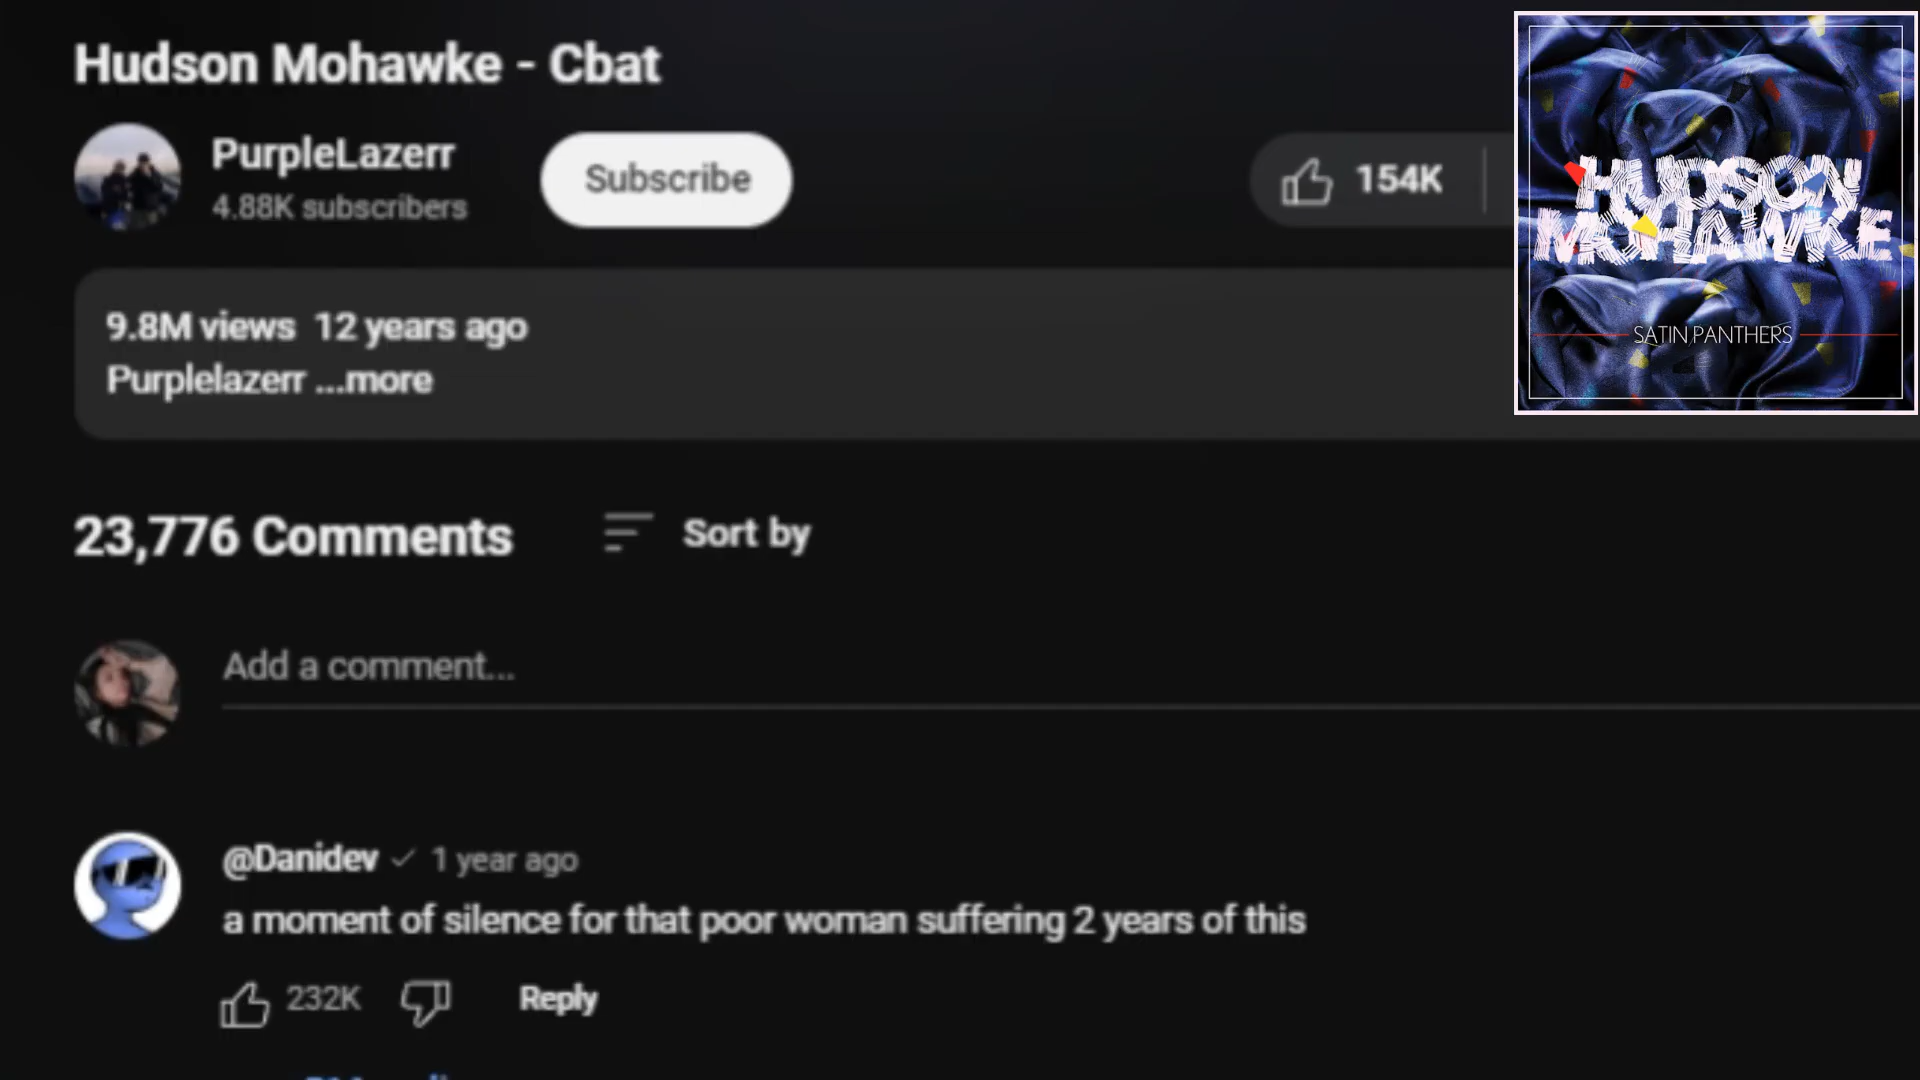 Hudson Mohawke - Cbat
PurpleLazerr
4.88K subscribers
Subscribe
154K
9.8M views 12 years ago
Purplelazerr ...more
HUDSON
MOHAWKE
SATIN PANTHERS
23,776 Comments
Sort by
Add a comment...
@Danidev 1 year ago
a moment of silence for that poor woman suffering 2 years of this
232K
Reply